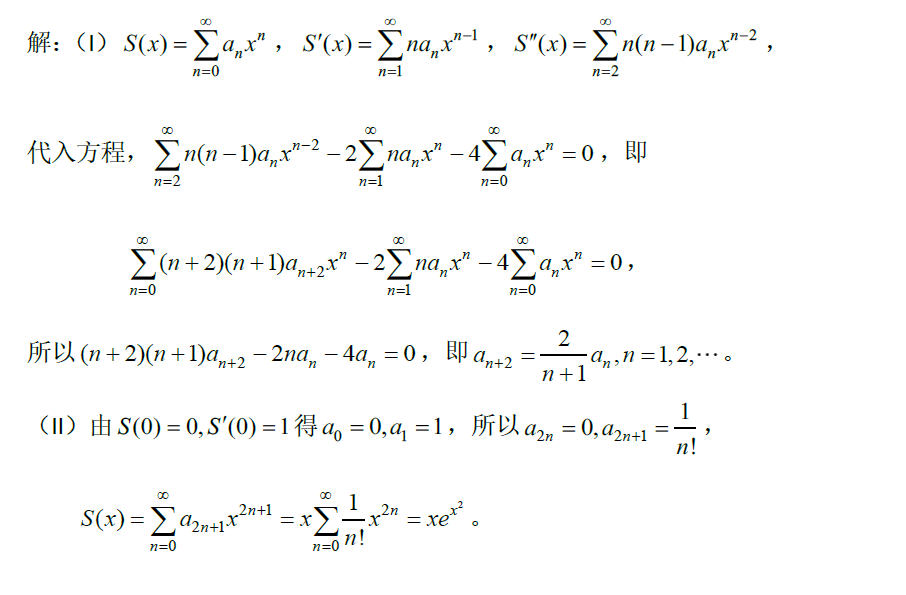 解：（Ⅰ） $S(x)=\sum_{n=0}^{\infty}a_nx^n$ ， $S'(x)=\sum_{n=1}^{\infty}na_nx^{n-1}$ ， $S''(x)=\sum_{n=2}^{\infty}n(n-1)a_nx^{n-2}$ ，
代入方程， $\sum_{n=2}^{\infty}n(n-1)a_nx^{n-2}-2\sum_{n=1}^{\infty}na_nx^n-4\sum_{n=0}^{\infty}a_nx^n=0$ ，即
$\sum_{n=0}^{\infty}(n+2)(n+1)a_{n+2}x^n-2\sum_{n=1}^{\infty}na_nx^n-4\sum_{n=0}^{\infty}a_nx^n=0$ ，
所以 $(n+2)(n+1)a_{n+2}-2na_n-4a_n=0$ ，即 $a_{n+2}=\frac{2}{n+1}a_n,n=1,2,\cdots$ 。
（Ⅱ）由 $S(0)=0,S'(0)=1$ 得 $a_0=0,a_1=1$ ，所以 $a_{2n}=0,a_{2n+1}=\frac{1}{n!}$ ，
$S(x)=\sum_{n=0}^{\infty}a_{2n+1}x^{2n+1}=x\sum_{n=0}^{\infty}\frac{1}{n!}x^{2n}=xe^{x^2}$ 。